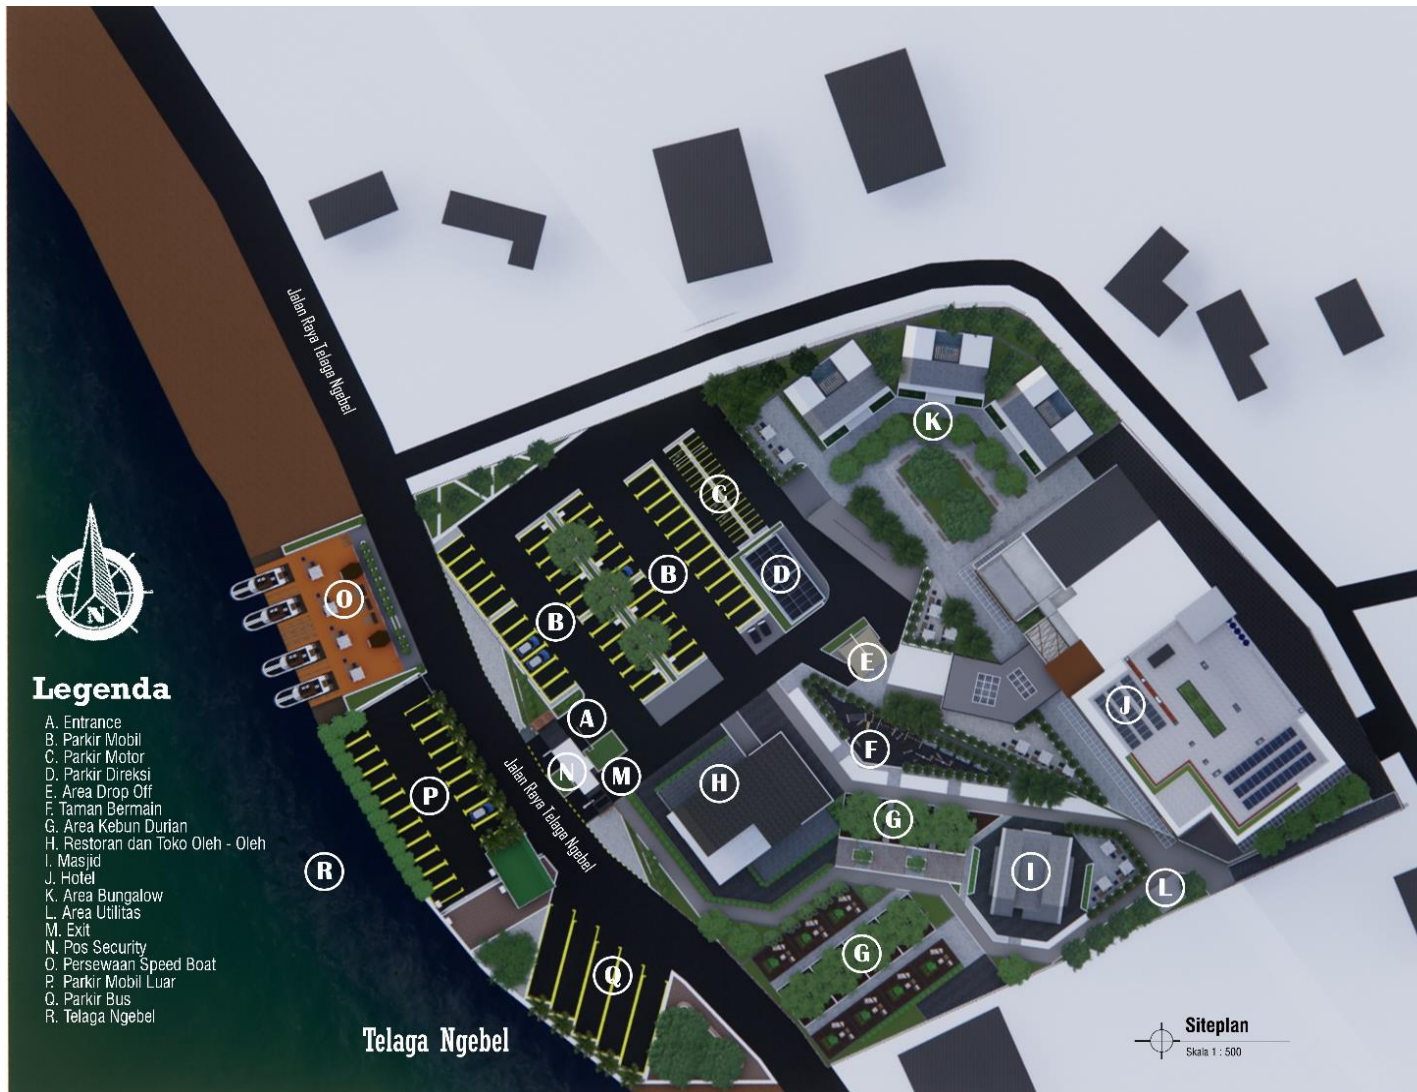 Jalan Raya Telaga Ngebel
K
C
B
D
O
B
E
N
Legenda
A. Entrance
B. Parkir Mobil
C. Parkir Motor
D. Parkir Direksi
E. Area Drop Off
F. Taman Bermain
G. Area Kebun Durian
H. Restoran dan Toko Oleh - Oleh
I. Masjid
J. Hotel
K. Area Bungalow
L. Area Utilitas
M. Exit
N. Pos Security
O. Persewaan Speed Boat
P. Parkir Mobil Luar
Q. Parkir Bus
R. Telaga Ngebel
J
A
F
N
M
H
P
Jalan Raya Telaga Ngebel
G
R
I
L
G
Q
Telaga Ngebel
Siteplan
Skala 1 : 500